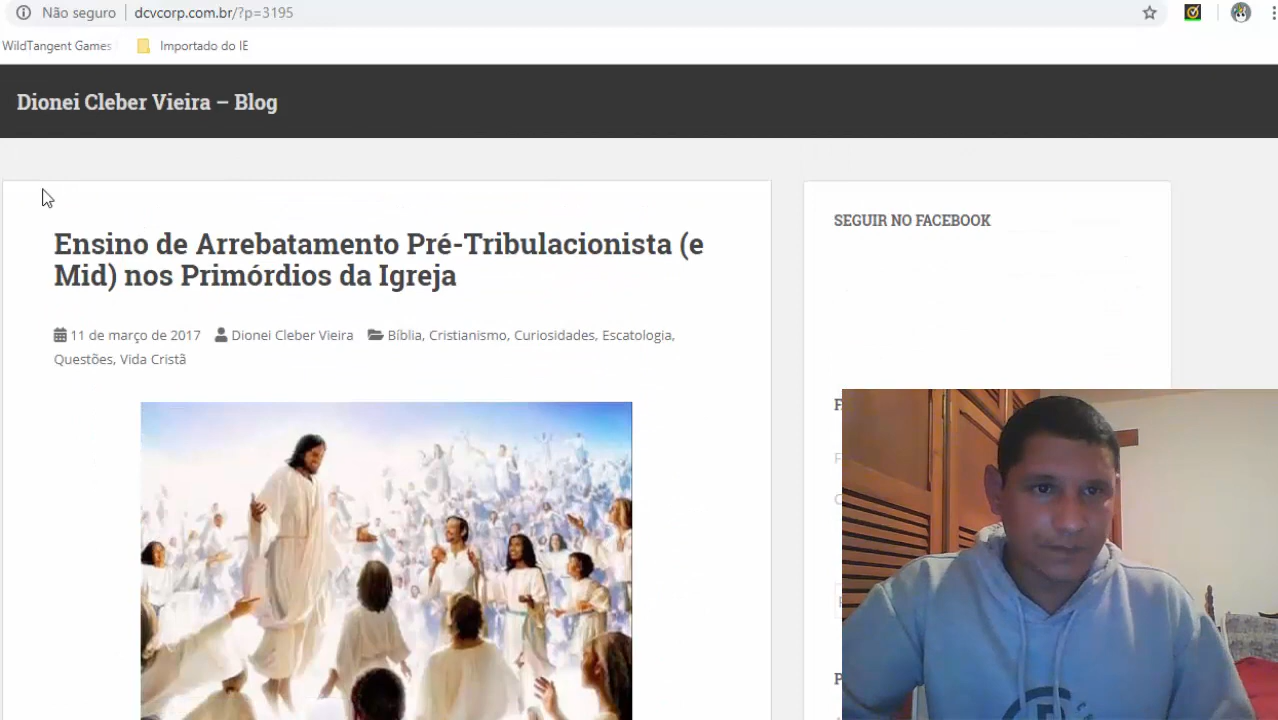 Não seguro dcvcorp.com.br/?p=3195
WildTangent Games Importado do IE
Dionei Cleber Vieira – Blog
Ensino de Arrebatamento Pré-Tribulacionista (e
Mid) nos Primórdios da Igreja
11 de março de 2017 Dionei Cleber Vieira Bíblia, Cristianismo, Curiosidades, Escatologia,
Questões, Vida Cristã
SEGUIR NO FACEBOOK